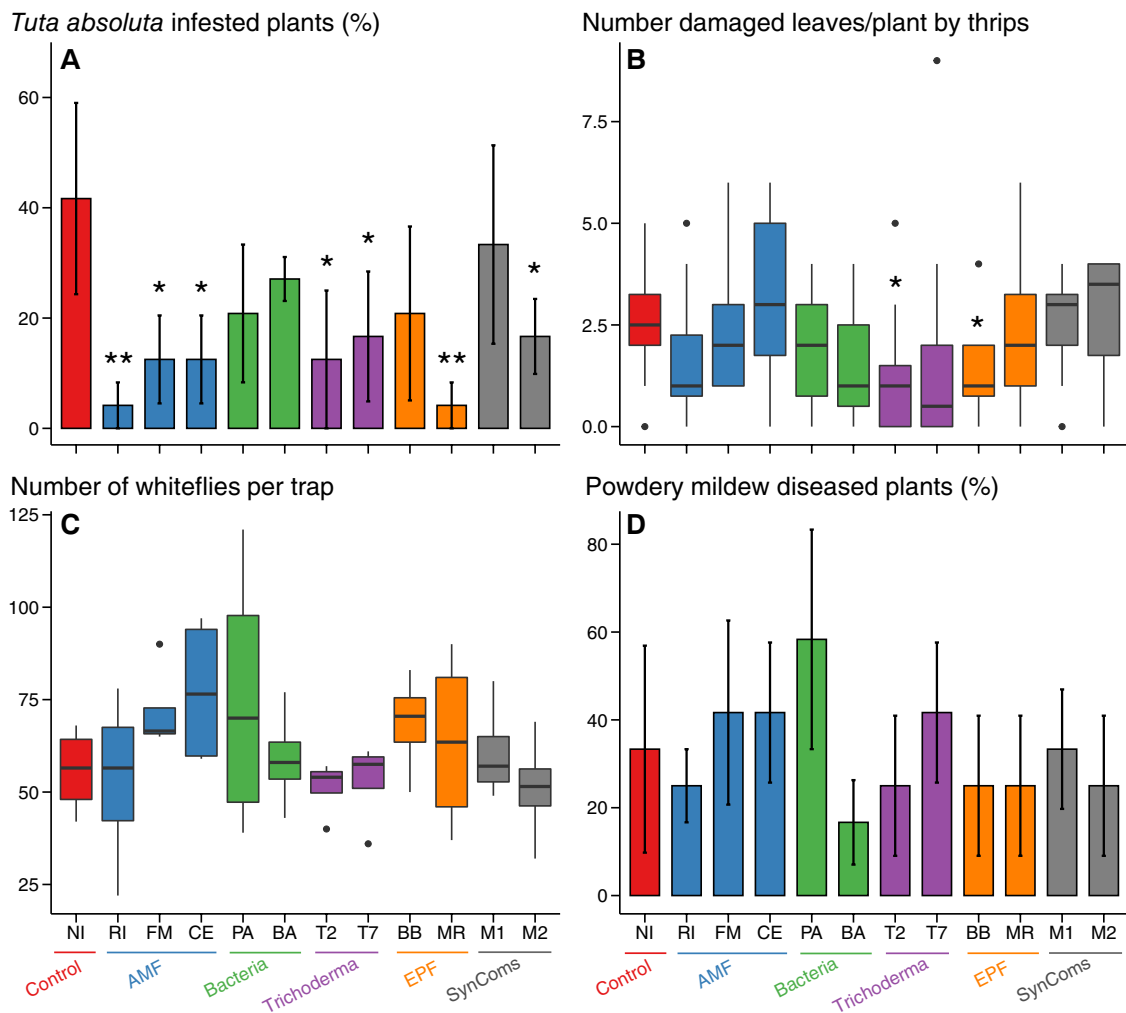 Tuta absoluta infested plants (%)
A
60
40
20
0
**
*
*
*
*
**
*
Number damaged leaves/plant by thrips
B
7.5
5.0
2.5
0.0
*
*
Number of whiteflies per trap
C
125
100
75
50
25
NI RI FM CE PA BA T2 T7 BB MR M1 M2
Control AMF Bacteria Trichoderma EPF SynComs
Powdery mildew diseased plants (%)
D
80
60
40
20
0
NI RI FM CE PA BA T2 T7 BB MR M1 M2
Control AMF Bacteria Trichoderma EPF SynComs